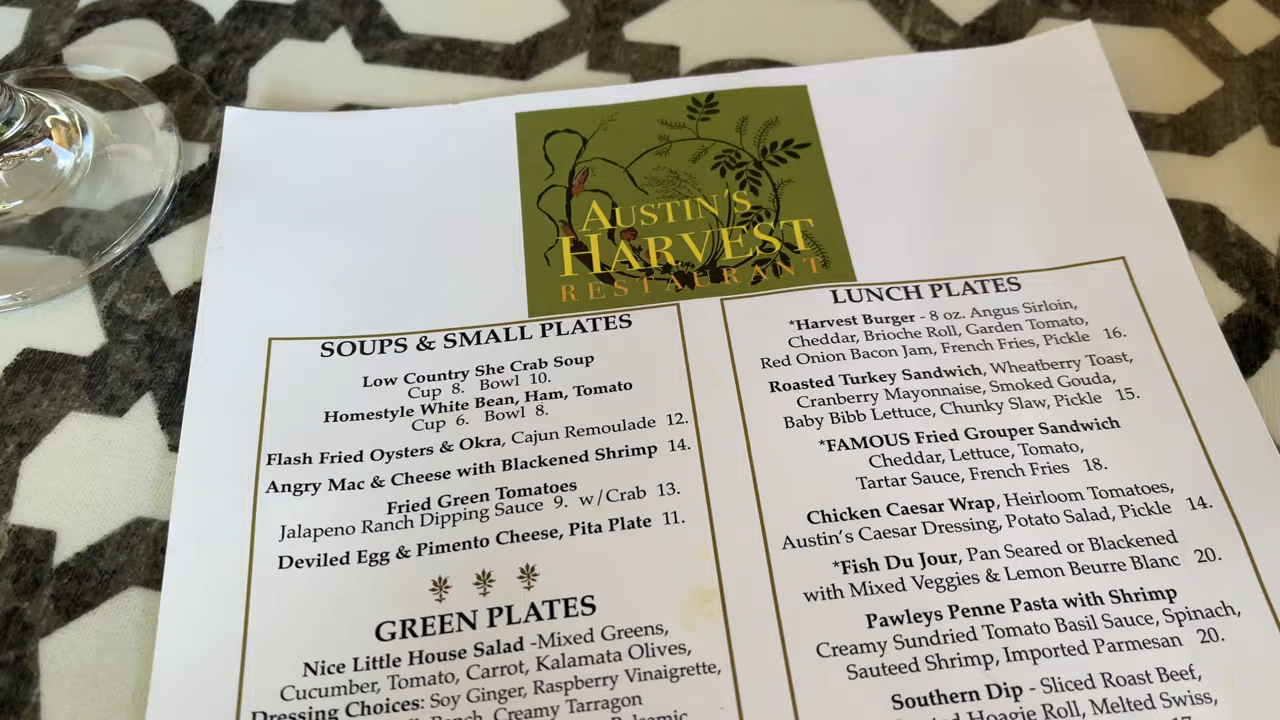 AUSTIN'S
HARVEST
RESTAURANT
SOUPS & SMALL PLATES
Low Country She Crab Soup
Cup 8. Bowl 10.
Homestyle White Bean, Ham, Tomato
Cup 6. Bowl 8.
Flash Fried Oysters & Okra, Cajun Remoulade 12.
Angry Mac & Cheese with Blackened Shrimp 14.
Fried Green Tomatoes
Jalapeno Ranch Dipping Sauce 9. w/Crab 13.
Deviled Egg & Pimento Cheese, Pita Plate 11.
GREEN PLATES
Nice Little House Salad -Mixed Greens,
Cucumber, Tomato, Carrot, Kalamata Olives,
Dressing Choices: Soy Ginger, Raspberry Vinaigrette,
Ranch, Creamy Tarragon
Balsamic
LUNCH PLATES
*Harvest Burger - 8 oz. Angus Sirloin,
Cheddar, Brioche Roll, Garden Tomato,
Red Onion Bacon Jam, French Fries, Pickle 16.
Roasted Turkey Sandwich, Wheatberry Toast,
Cranberry Mayonnaise, Smoked Gouda,
Baby Bibb Lettuce, Chunky Slaw, Pickle 15.
*FAMOUS Fried Grouper Sandwich
Cheddar, Lettuce, Tomato,
Tartar Sauce, French Fries 18.
Chicken Caesar Wrap, Heirloom Tomatoes,
Austin's Caesar Dressing, Potato Salad, Pickle 14.
*Fish Du Jour, Pan Seared or Blackened
with Mixed Veggies & Lemon Beurre Blanc 20.
Pawleys Penne Pasta with Shrimp
Creamy Sundried Tomato Basil Sauce, Spinach,
Sauteed Shrimp, Imported Parmesan 20.
Southern Dip - Sliced Roast Beef,
Hoagie Roll, Melted Swiss,